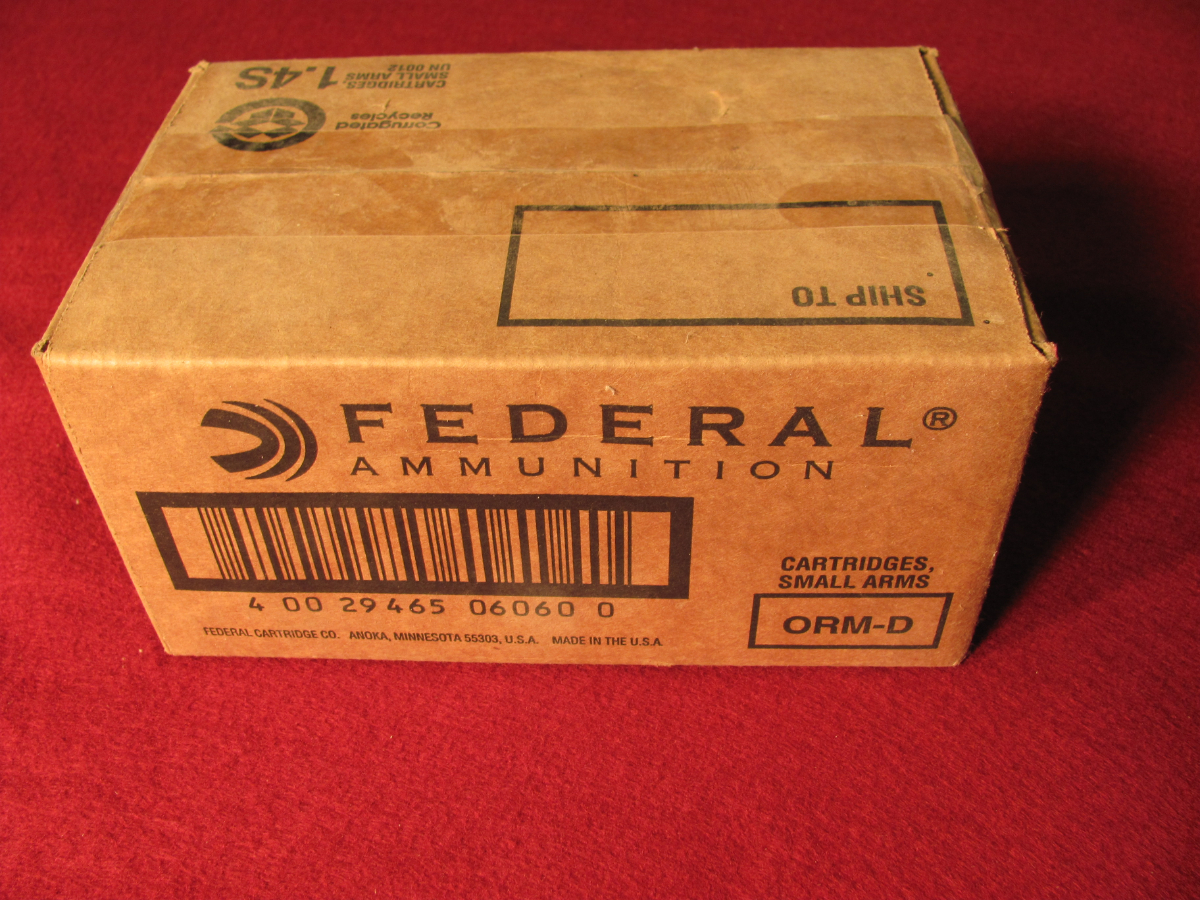 CARTRIDGES,
SMALL ARMS
UN 0012
1.4S
Corrugated
Recycles
SHIP TO
FEDERAL®
AMMUNITION
4 00 29465 06060 0
FEDERAL CARTRIDGE CO. ANOKA, MINNESOTA 55303, U.S.A. MADE IN THE U.S.A.
CARTRIDGES,
SMALL ARMS
ORM-D